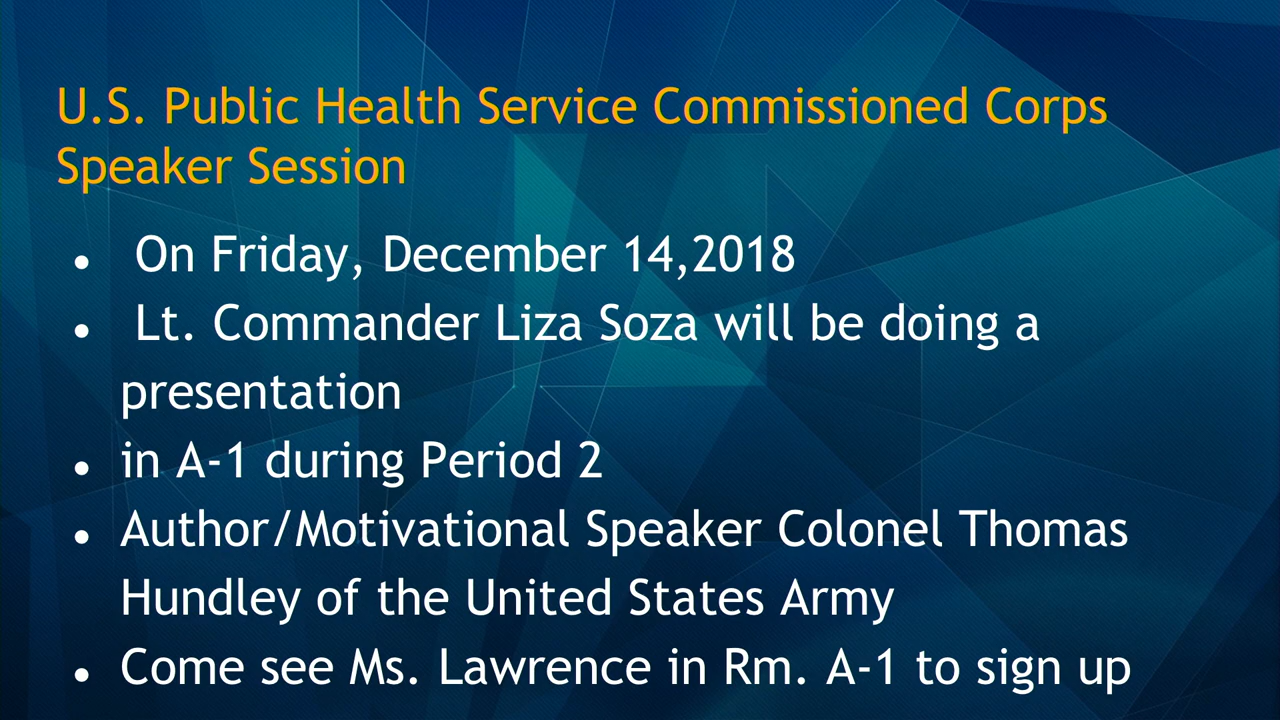 U.S. Public Health Service Commissioned Corps
Speaker Session
• On Friday, December 14,2018
• Lt. Commander Liza Soza will be doing a
presentation
• in A-1 during Period 2
• Author/Motivational Speaker Colonel Thomas
Hundley of the United States Army
• Come see Ms. Lawrence in Rm. A-1 to sign up